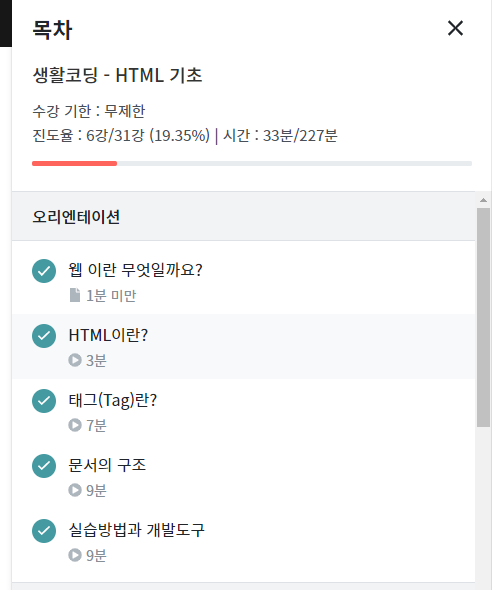 목차
생활코딩 - HTML 기초
수강 기한 : 무제한
진도율 : 6강/31강 (19.35%) | 시간 : 33분/227분
오리엔테이션
웹 이란 무엇일까요?
1분 미만
HTML이란?
3분
태그(Tag)란?
7분
문서의 구조
9분
실습방법과 개발도구
9분